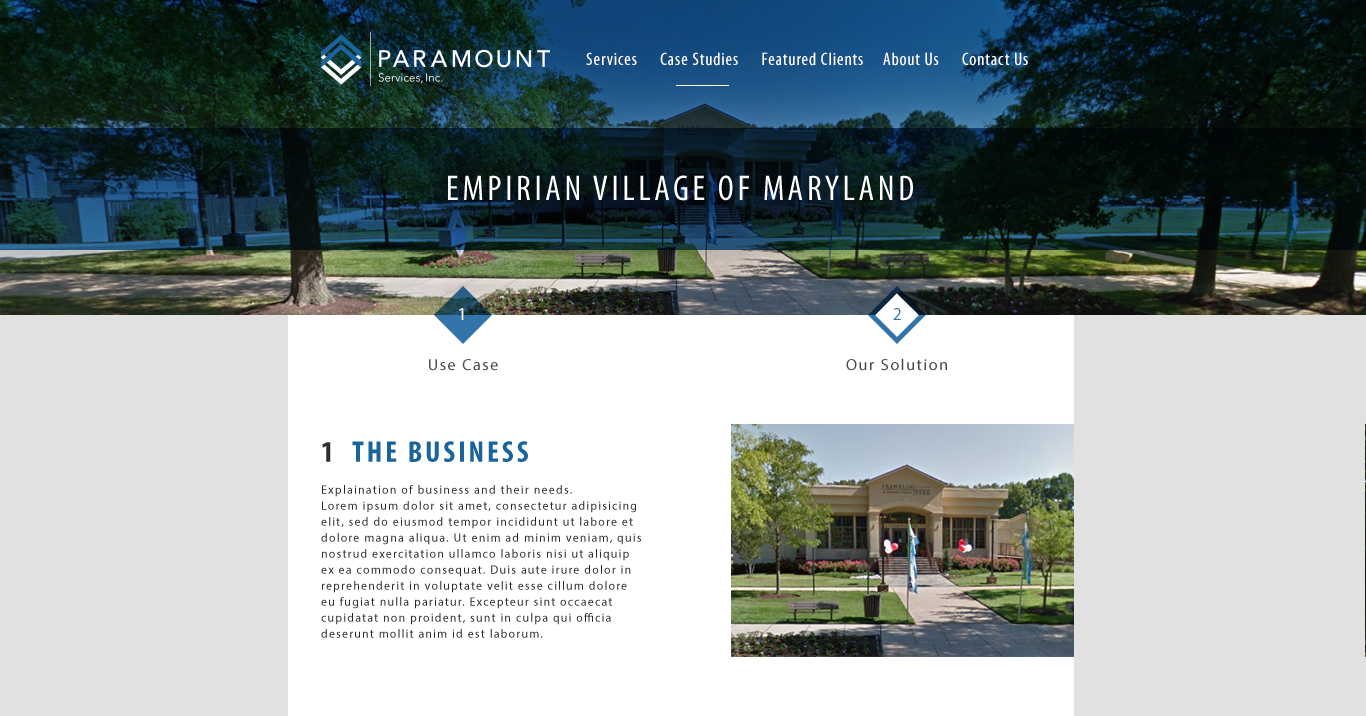 PARAMOUNT
Services, Inc.
Services Case Studies Featured Clients About Us Contact Us
EMPIRIAN VILLAGE OF MARYLAND
1 2
Use Case Our Solution
1 THE BUSINESS
Explaination of business and their needs.
Lorem ipsum dolor sit amet, consectetur adipisicing
elit, sed do eiusmod tempor incididunt ut labore et
dolore magna aliqua. Ut enim ad minim veniam, quis
nostrud exercitation ullamco laboris nisi ut aliquip
ex ea commodo consequat. Duis aute irure dolor in
reprehenderit in voluptate velit esse cillum dolore
eu fugiat nulla pariatur. Excepteur sint occaecat
cupidatat non proident, sunt in culpa qui officia
deserunt mollit anim id est laborum.
FRANKLIN
PARK